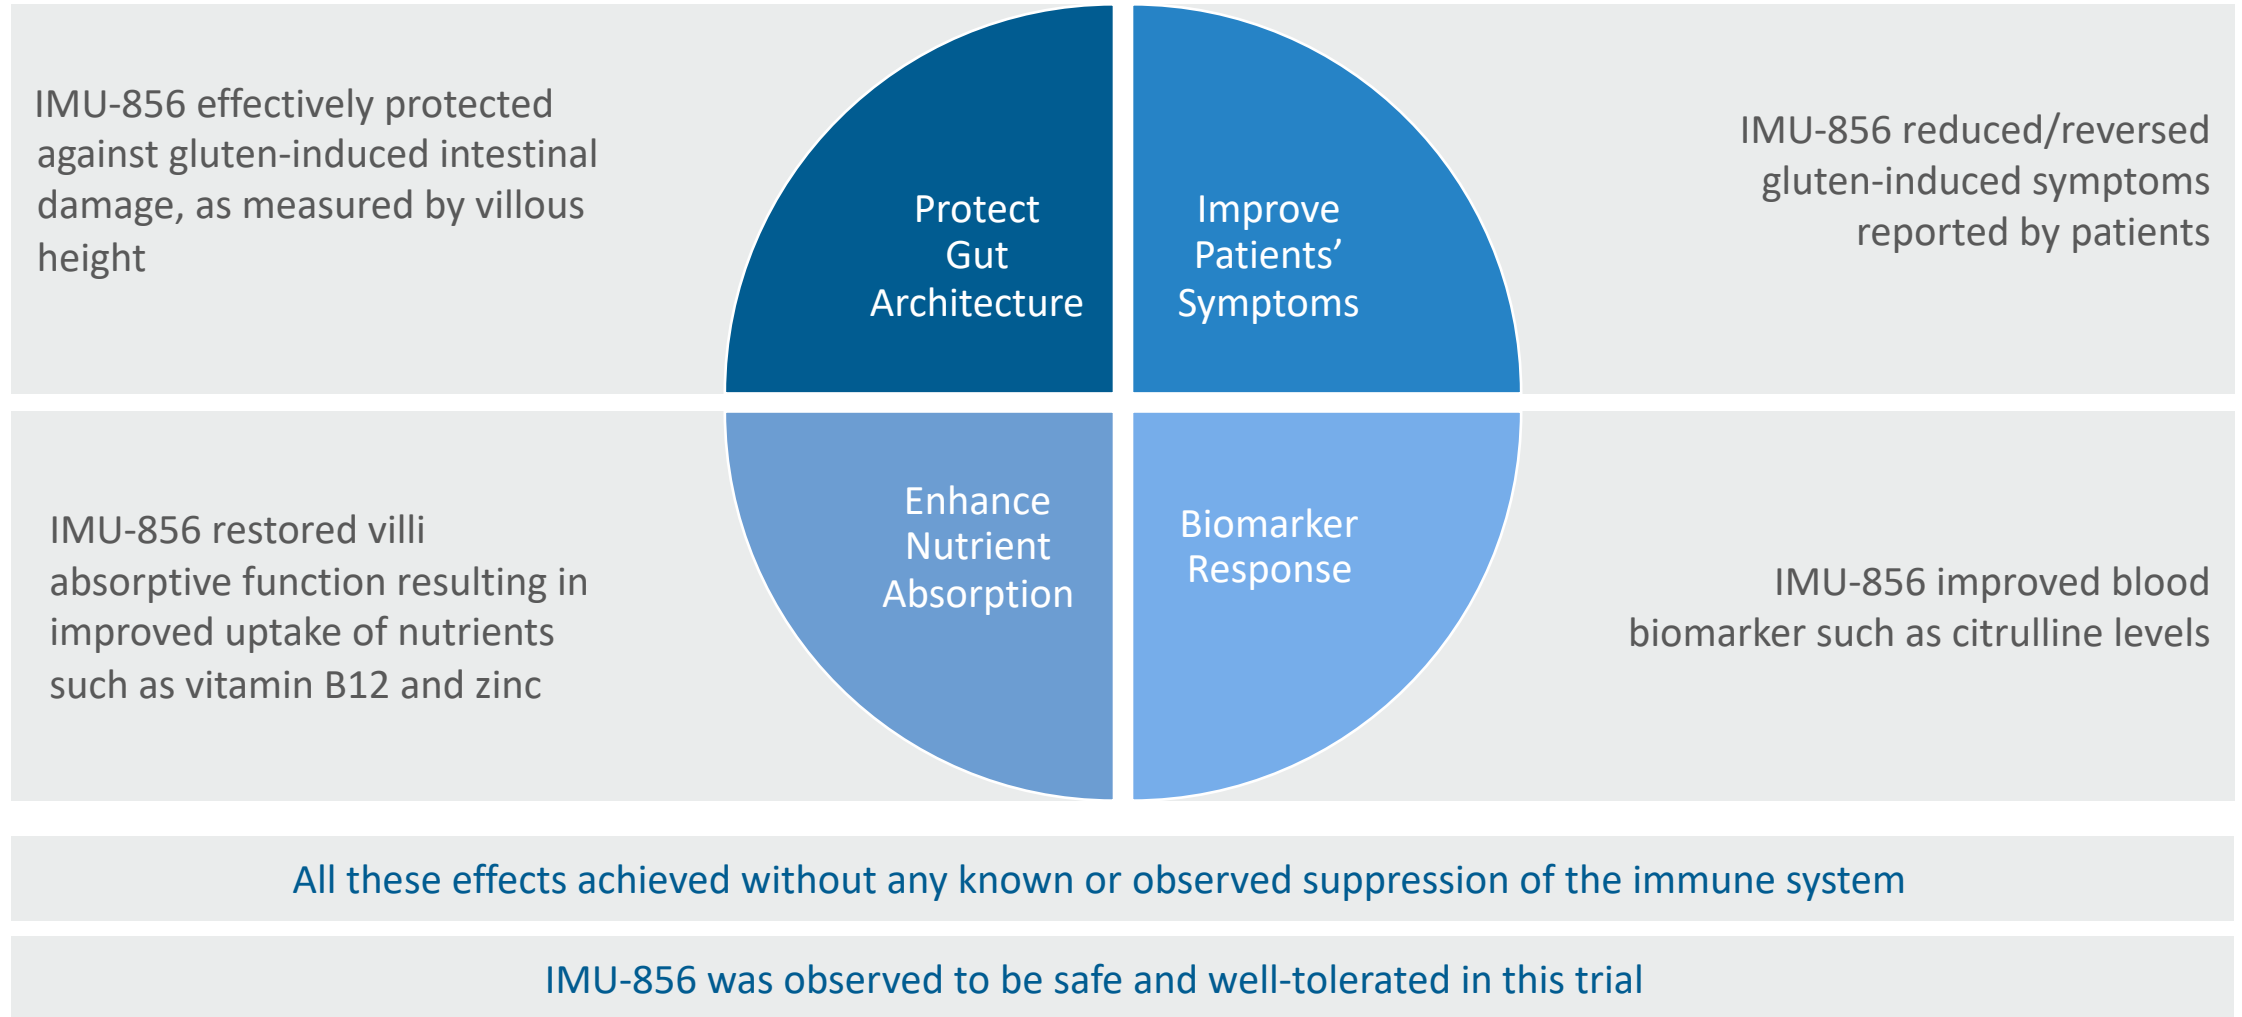 IMU-856 effectively protected
against gluten-induced intestinal
damage, as measured by villous
height
Protect
Gut
Architecture
Improve
Patients’
Symptoms
IMU-856 reduced/reversed
gluten-induced symptoms
reported by patients
IMU-856 restored villi
absorptive function resulting in
improved uptake of nutrients
such as vitamin B12 and zinc
Enhance
Nutrient
Absorption
Biomarker
Response
IMU-856 improved blood
biomarker such as citrulline levels
All these effects achieved without any known or observed suppression of the immune system
IMU-856 was observed to be safe and well-tolerated in this trial